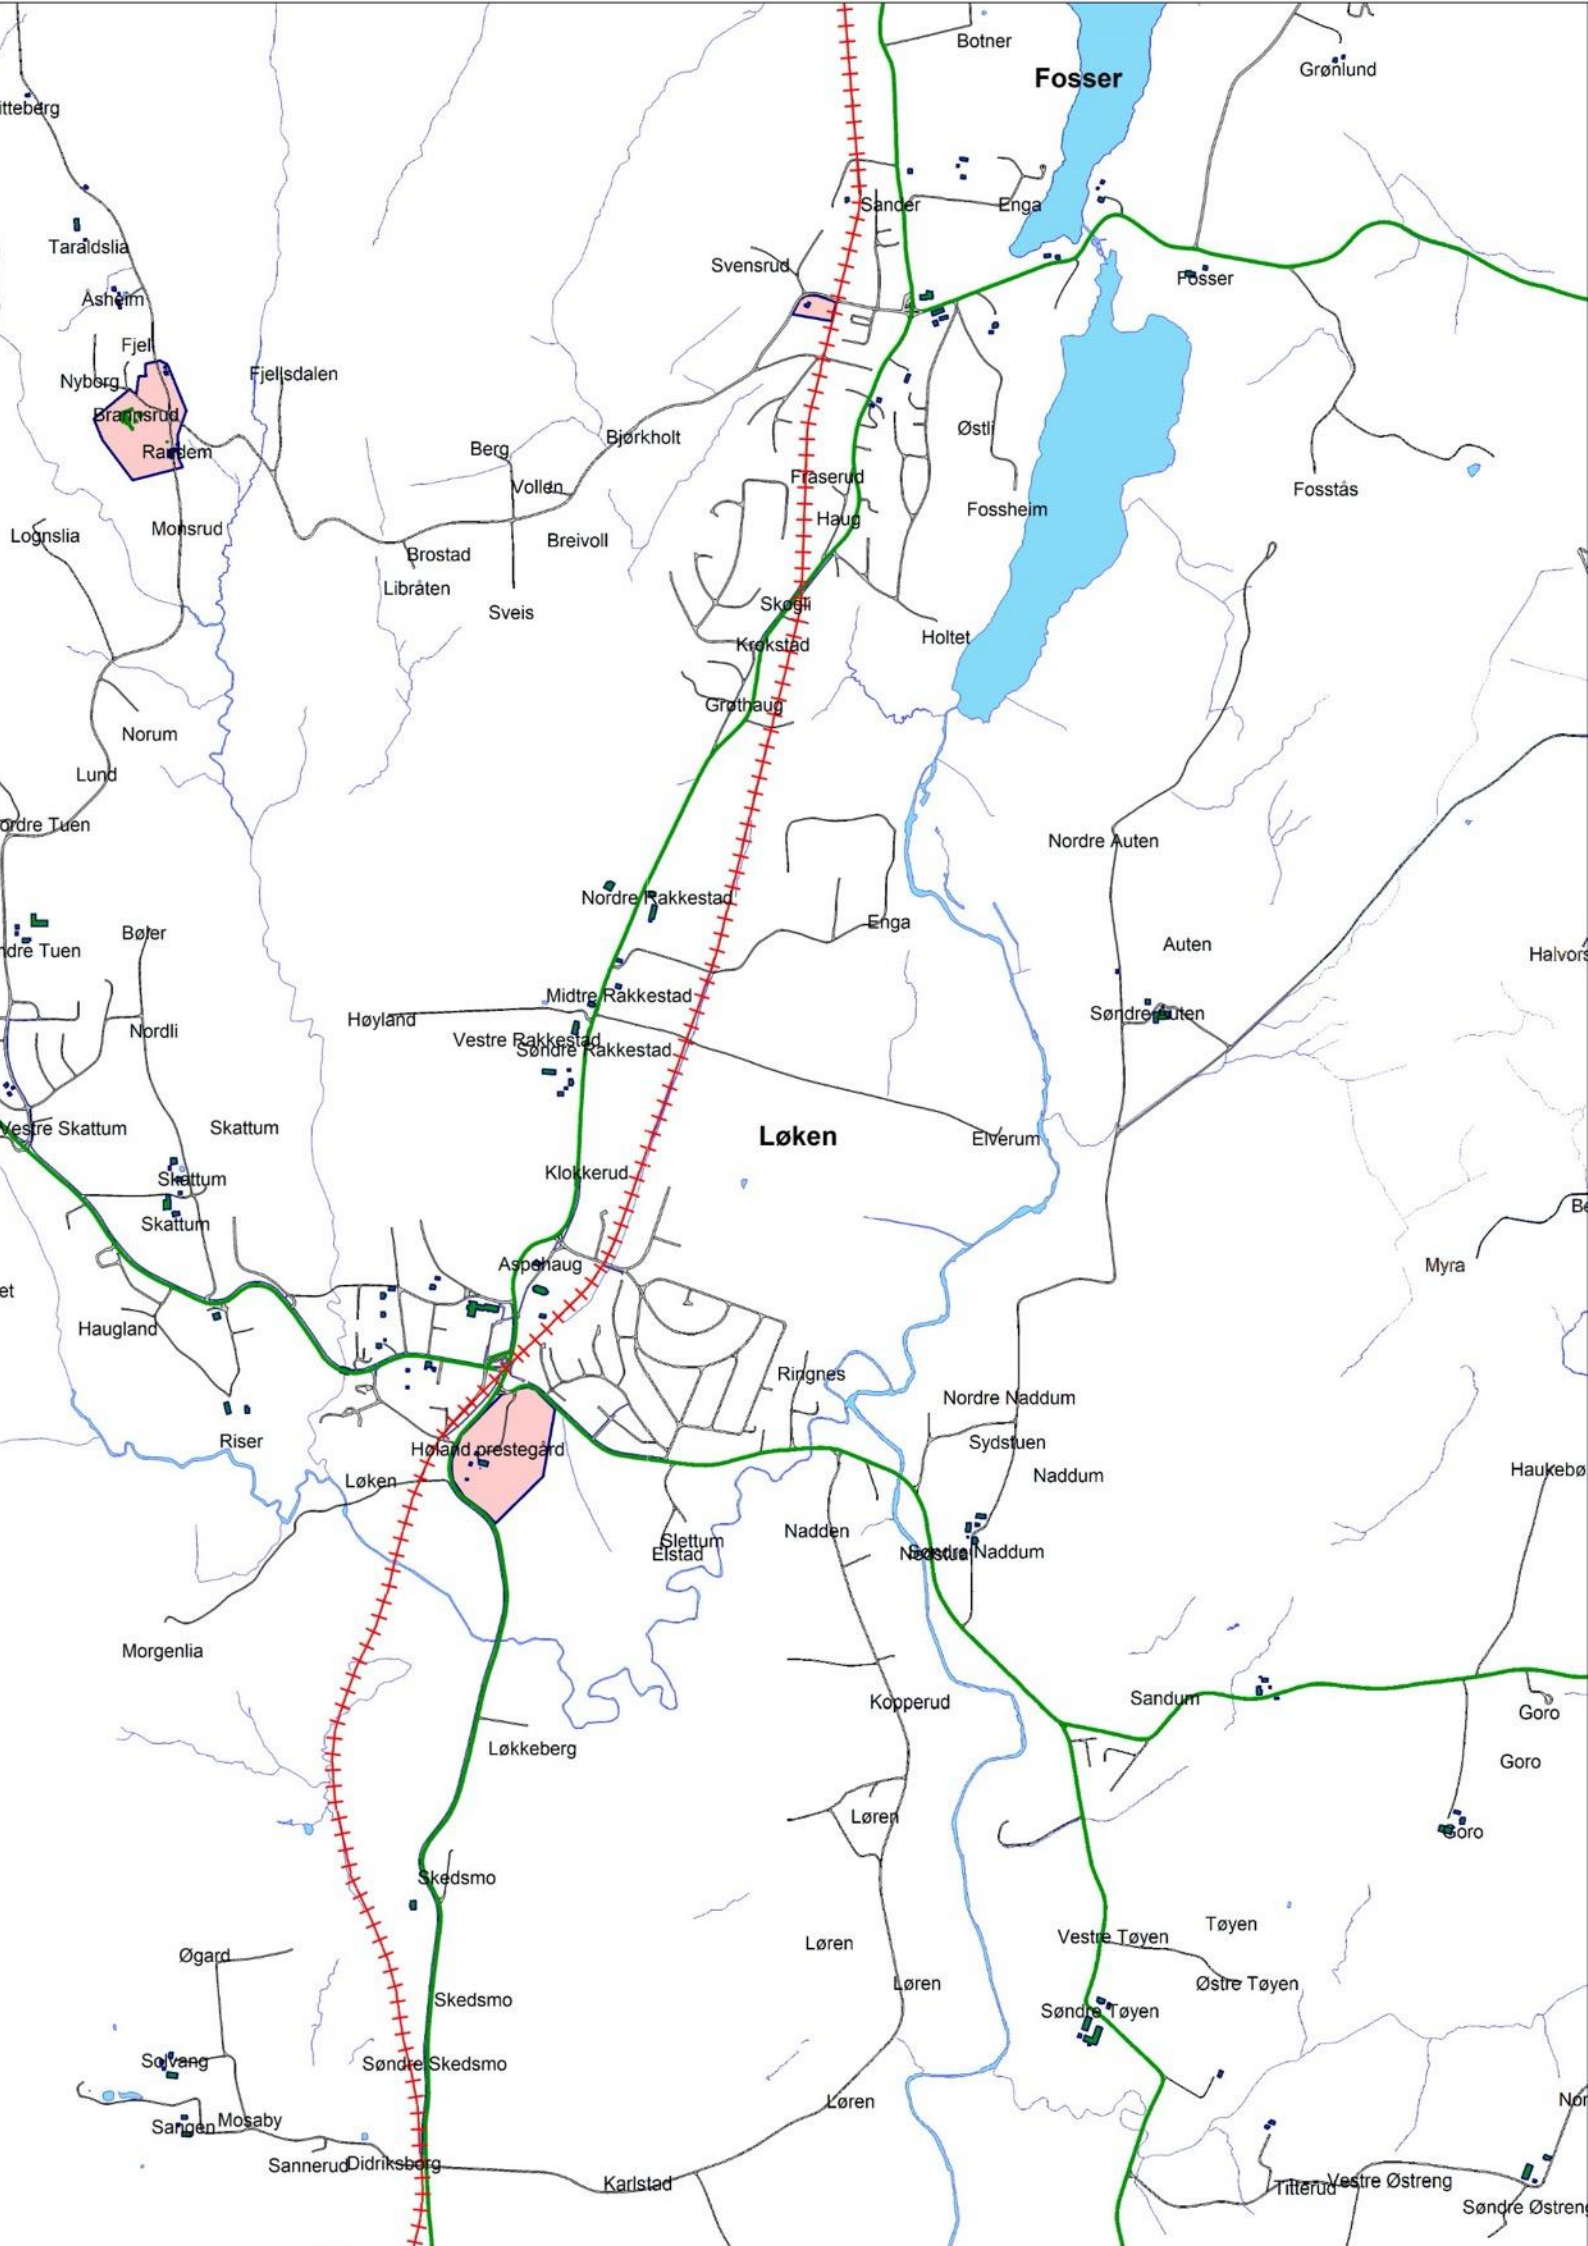 Botner
Fosser
Grønlund
itteberg
Sander
Enga
Taraldslia
Svensrud
Fosser
Åsheim
Fjel
Nyborg
Fjellsdalen
Brannsrud
Østli
Bjørkholt
Berg
Randem
Fraserud
Vollen
Fosstås
Fossheim
Haug
Monsrud
Lognslia
Breivoll
Brostad
Libråten
Skogli
Sveis
Holtet
Krokstad
Grøthaug
Norum
Lund
ordre Tuen
Nordre Auten
Nordre Rakkestad
Enga
Bøler
Auten
ndre Tuen
Halvors
Midtre Rakkestad
Søndre Auten
Høyland
Nordli
Vestre Rakkestad
Søndre Rakkestad
Vestre Skattum
Skattum
Løken
Elverum
Klokkerud
Skattum
Be
Skattum
Aspehaug
Myra
et
Haugland
Ringnes
Nordre Naddum
Riser
Høland prestegård
Sydstuen
Haukebø
Løken
Naddum
Nadden
Slettum
Elstad
Søndre Naddum
Morgenlia
Sandum
Kopperud
Goro
Løkkeberg
Goro
Løren
Goro
Skedsmo
Tøyen
Vestre Tøyen
Løren
Øgard
Løren
Østre Tøyen
Skedsmo
Søndre Tøyen
Solvang
Søndre Skedsmo
Løren
Nor
Mosaby
Sangen
Sannerud
Didriksborg
Karlstad
Vestre Østreng
Titterud
Søndre Østreng